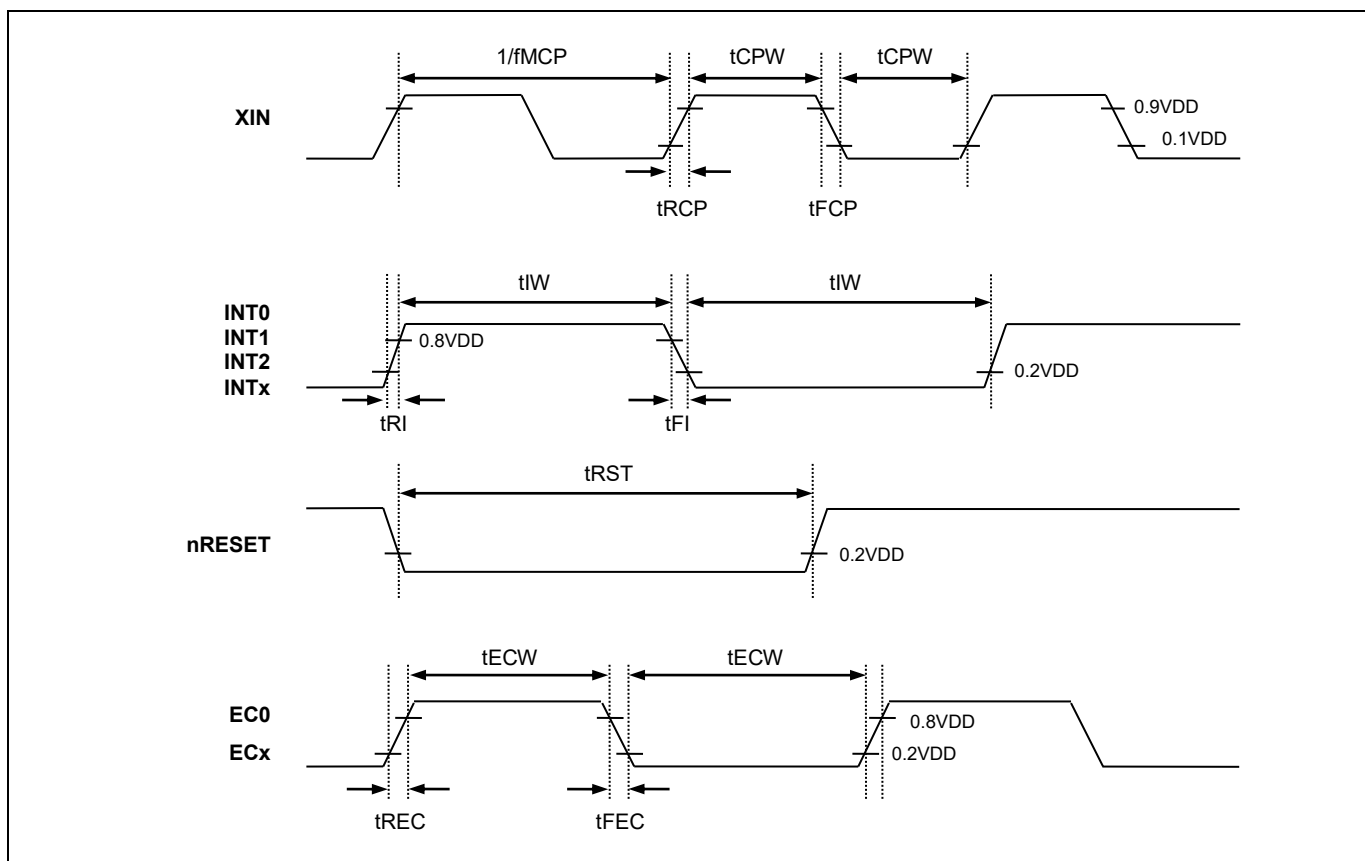 1/fMCP
tCPW
tCPW
XIN
0.9VDD
0.1VDD
tRCP
tFCP
tIW
tIW
INT0
INT1
INT2
INTx
0.8VDD
0.2VDD
tRI
tFI
tRST
nRESET
0.2VDD
tECW
tECW
EC0
ECx
0.8VDD
0.2VDD
tREC
tFEC